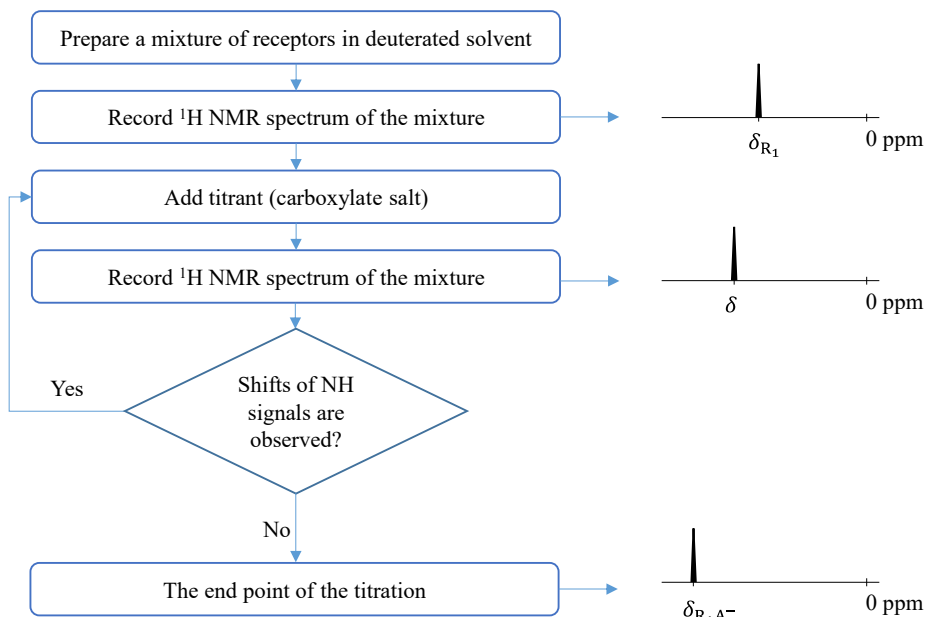 Prepare a mixture of receptors in deuterated solvent
Record ¹H NMR spectrum of the mixture
δ_R₁
0 ppm
Add titrant (carboxylate salt)
Record ¹H NMR spectrum of the mixture
δ
0 ppm
Yes
Shifts of NH
signals are
observed?
No
The end point of the titration
0 ppm